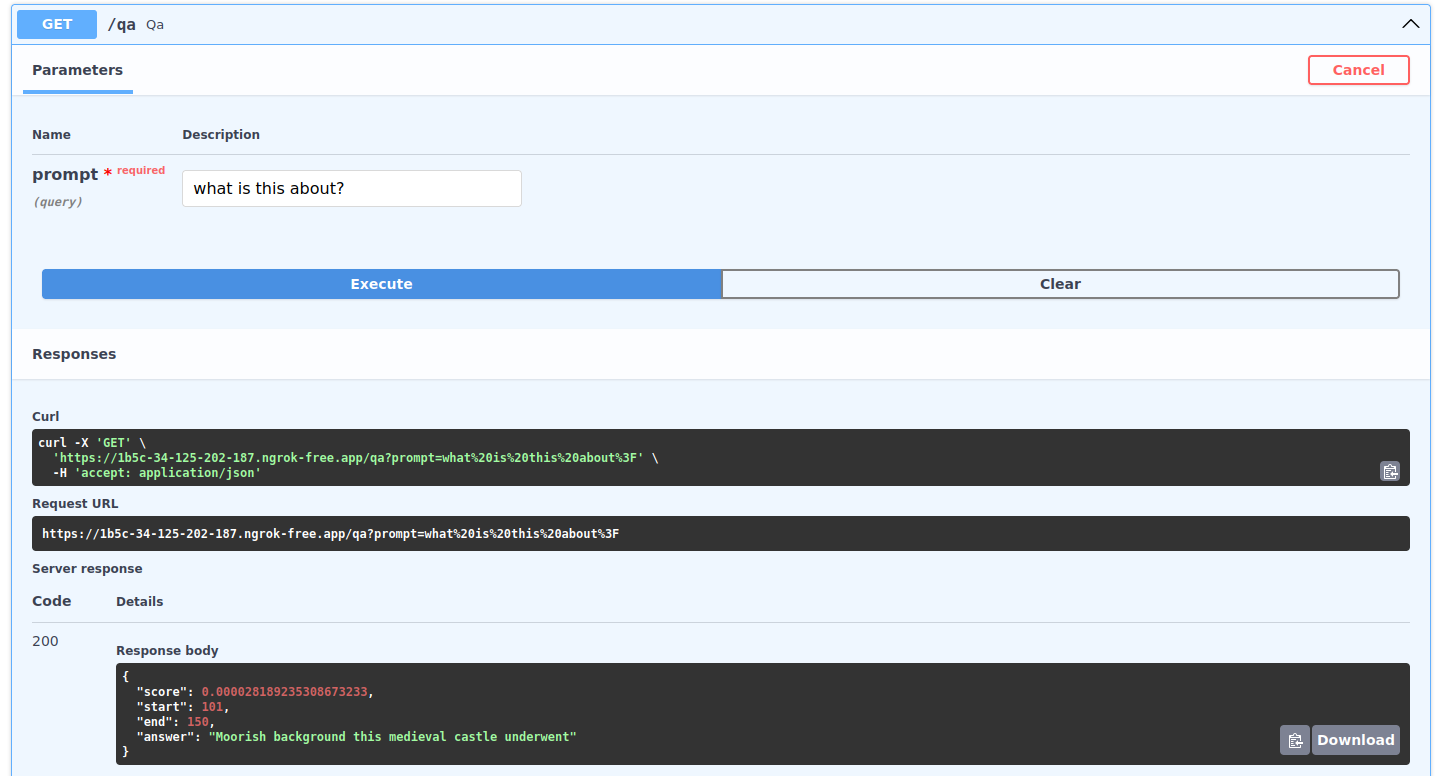 GET /qa Qa
Parameters
Cancel
Name Description
prompt * required
(query)
what is this about?
Execute
Clear
Responses
Curl
curl -X 'GET' \
  'https://1b5c-34-125-202-187.ngrok-free.app/qa?prompt=what%20is%20this%20about%3F' \
  -H 'accept: application/json'
Request URL
https://1b5c-34-125-202-187.ngrok-free.app/qa?prompt=what%20is%20this%20about%3F
Server response
Code Details
200
Response body
{
  "score": 0.000028189235308673233,
  "start": 101,
  "end": 150,
  "answer": "Moorish background this medieval castle underwent"
}
Download